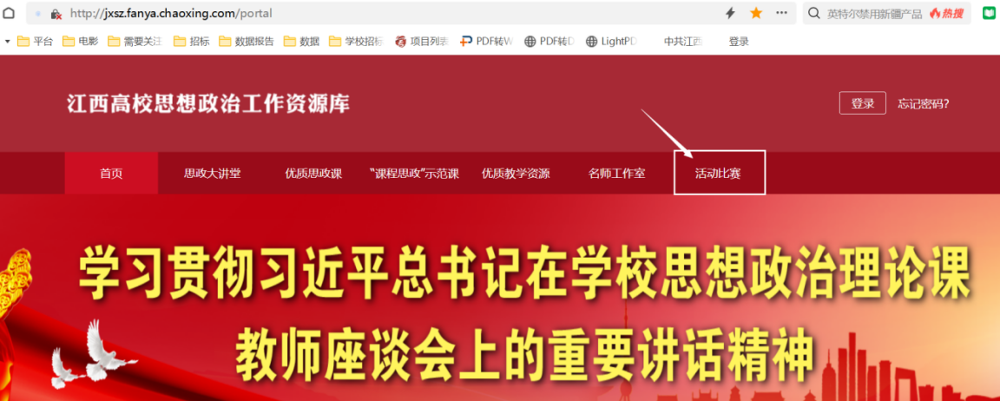 http://jxsz.fanya.chaoxing.com/portal
英特尔禁用新疆产品 热搜
平台 电影 需要关注 招标 数据报告 数据 学校招标 项目列表 PDF转W PDF转D LightPD 中共江西 登录
江西高校思想政治工作资源库
登录 忘记密码?
首页 思政大讲堂 优质思政课 “课程思政”示范课 优质教学资源 名师工作室 活动比赛
学习贯彻习近平总书记在学校思想政治理论课
教师座谈会上的重要讲话精神